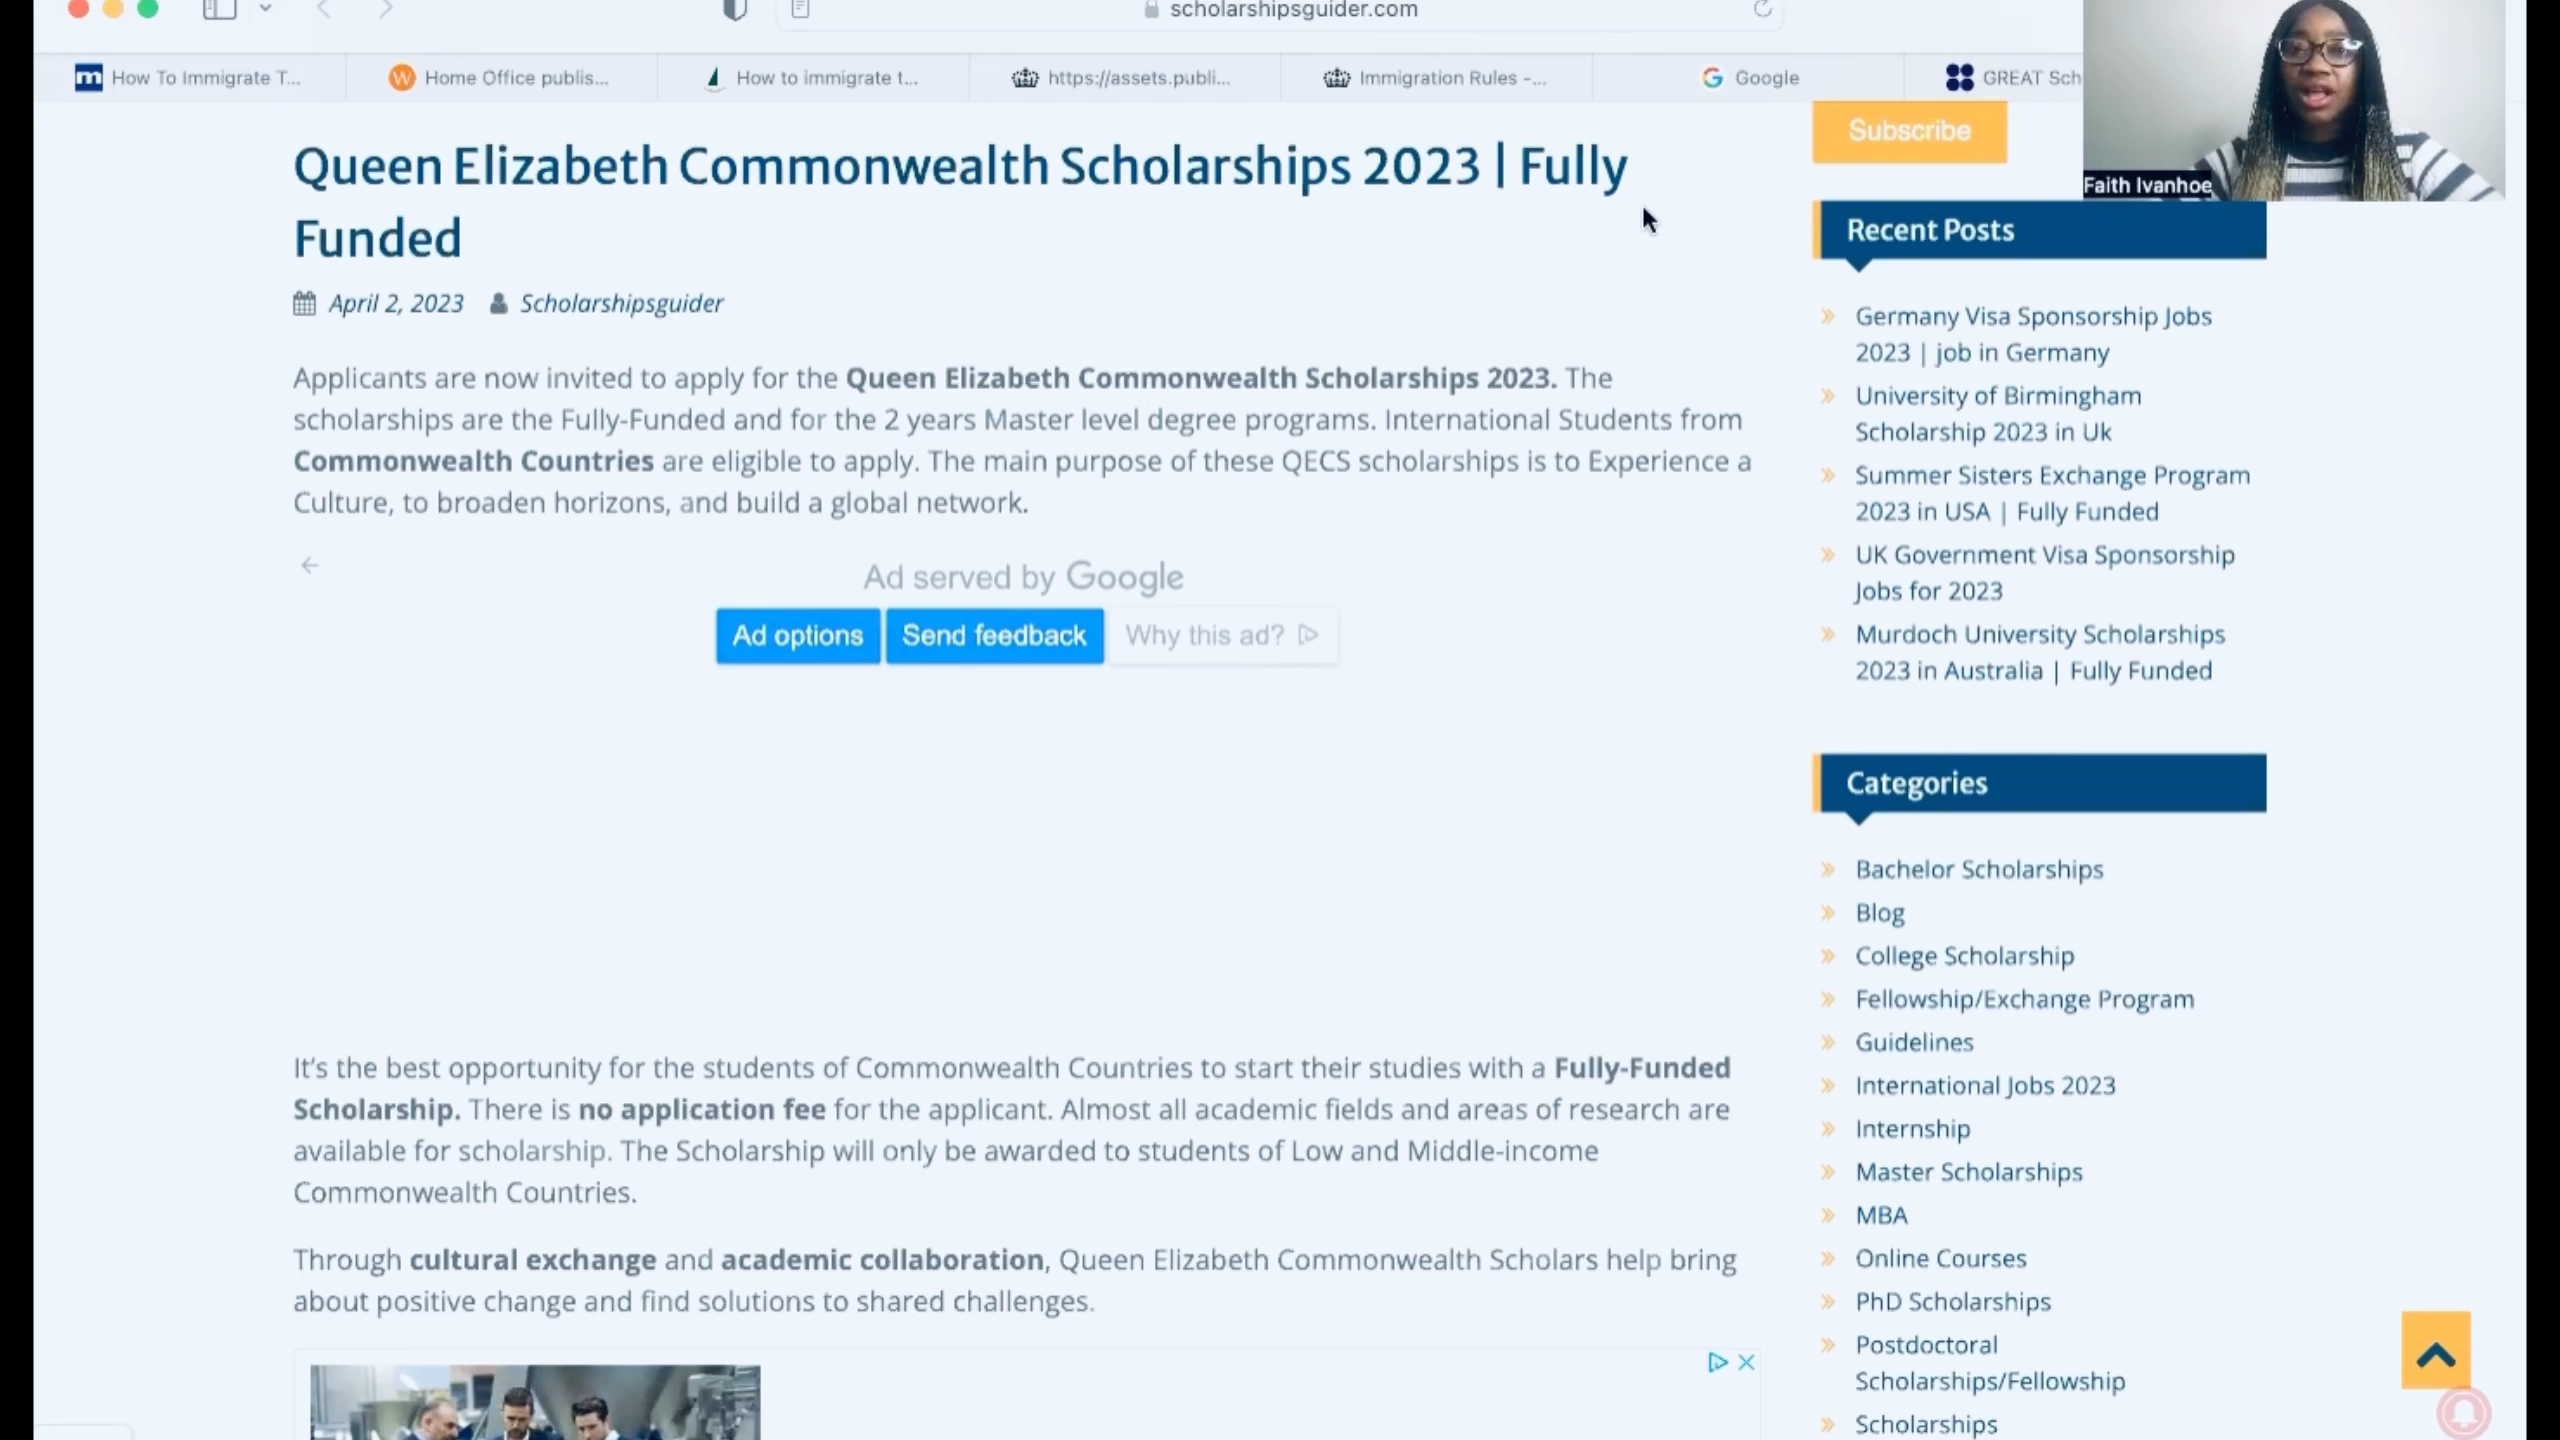 scholarshipsguider.com
How To Immigrate T...
Home Office publis...
How to immigrate t...
https://assets.publi...
Immigration Rules -...
Google
GREAT Sch
Faith Ivanhoe
Queen Elizabeth Commonwealth Scholarships 2023 | Fully
Funded
April 2, 2023 Scholarshipsguider
Applicants are now invited to apply for the Queen Elizabeth Commonwealth Scholarships 2023. The
scholarships are the Fully-Funded and for the 2 years Master level degree programs. International Students from
Commonwealth Countries are eligible to apply. The main purpose of these QECS scholarships is to Experience a
Culture, to broaden horizons, and build a global network.
Ad served by Google
Ad options
Send feedback
Why this ad?
It's the best opportunity for the students of Commonwealth Countries to start their studies with a Fully-Funded
Scholarship. There is no application fee for the applicant. Almost all academic fields and areas of research are
available for scholarship. The Scholarship will only be awarded to students of Low and Middle-income
Commonwealth Countries.
Through cultural exchange and academic collaboration, Queen Elizabeth Commonwealth Scholars help bring
about positive change and find solutions to shared challenges.
Subscribe
Recent Posts
Germany Visa Sponsorship Jobs
2023 | job in Germany
University of Birmingham
Scholarship 2023 in Uk
Summer Sisters Exchange Program
2023 in USA | Fully Funded
UK Government Visa Sponsorship
Jobs for 2023
Murdoch University Scholarships
2023 in Australia | Fully Funded
Categories
Bachelor Scholarships
Blog
College Scholarship
Fellowship/Exchange Program
Guidelines
International Jobs 2023
Internship
Master Scholarships
MBA
Online Courses
PhD Scholarships
Postdoctoral
Scholarships/Fellowship
Scholarships